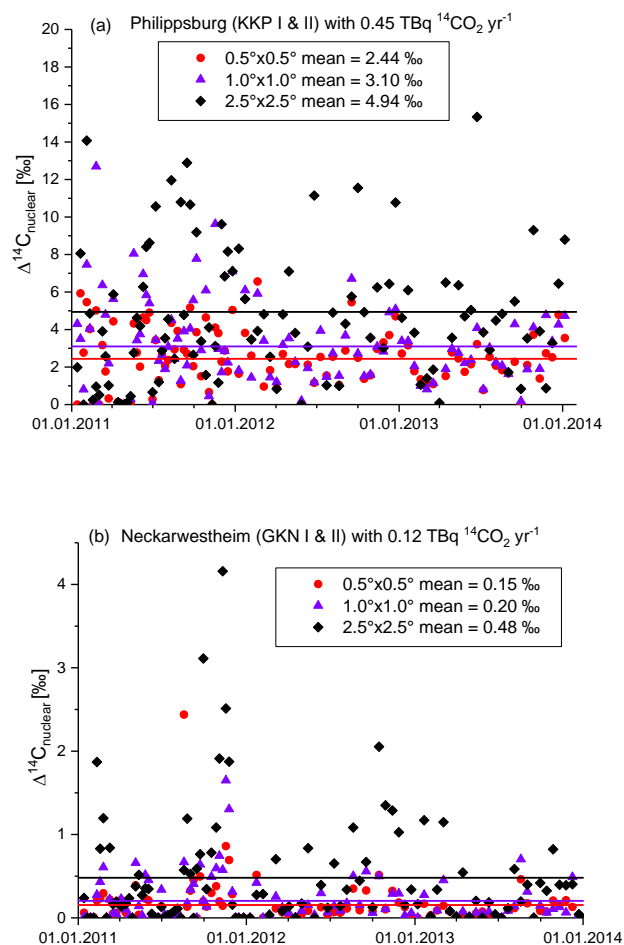 (a) Philippsburg (KKP I & II) with 0.45 TBq ¹⁴CO₂ yr⁻¹
0.5°x0.5° mean = 2.44 ‰
1.0°x1.0° mean = 3.10 ‰
2.5°x2.5° mean = 4.94 ‰
Δ¹⁴C_nuclear [‰]
20
18
16
14
12
10
8
6
4
2
0
01.01.2011 01.01.2012 01.01.2013 01.01.2014
(b) Neckarwestheim (GKN I & II) with 0.12 TBq ¹⁴CO₂ yr⁻¹
0.5°x0.5° mean = 0.15 ‰
1.0°x1.0° mean = 0.20 ‰
2.5°x2.5° mean = 0.48 ‰
Δ¹⁴C_nuclear [‰]
4
3
2
1
0
01.01.2011 01.01.2012 01.01.2013 01.01.2014